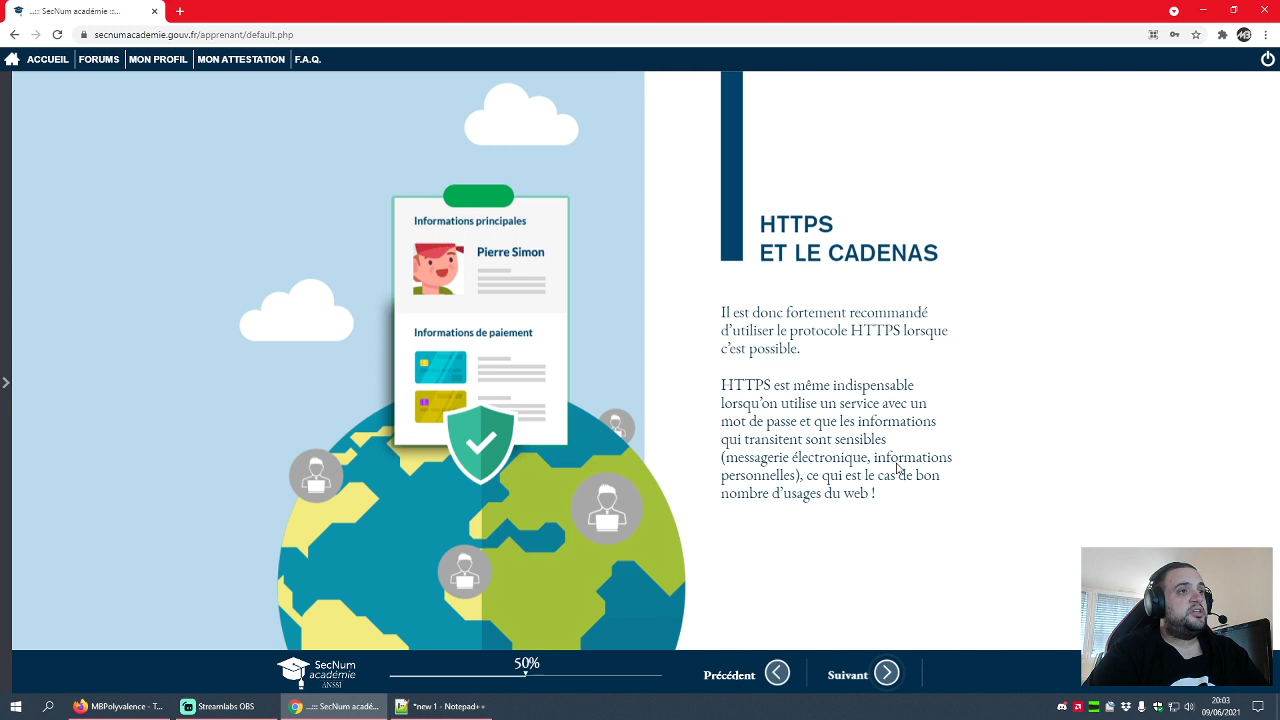 ..:: SecNum académie ::...
secnumacademie.gouv.fr/apprenant/default.php
ACCUEIL FORUMS MON PROFIL MON ATTESTATION F.A.Q.
Informations principales
Pierre Simon
Informations de paiement
HTTPS
ET LE CADENAS
Il est donc fortement recommandé
d'utiliser le protocole HTTPS lorsque
c'est possible.
HTTPS est même indispensable
lorsqu'on utilise un service avec un
mot de passe et que les informations
qui transitent sont sensibles
(messagerie électronique, informations
personnelles), ce qui est le cas de bon
nombre d'usages du web !
SecNum
académie
ANSSI
50%
Précédent
Suivant
MBPolyvalence - T...
Streamlabs OBS
..:: SecNum acadé...
*new 1 - Notepad++
20:03
09/06/2021